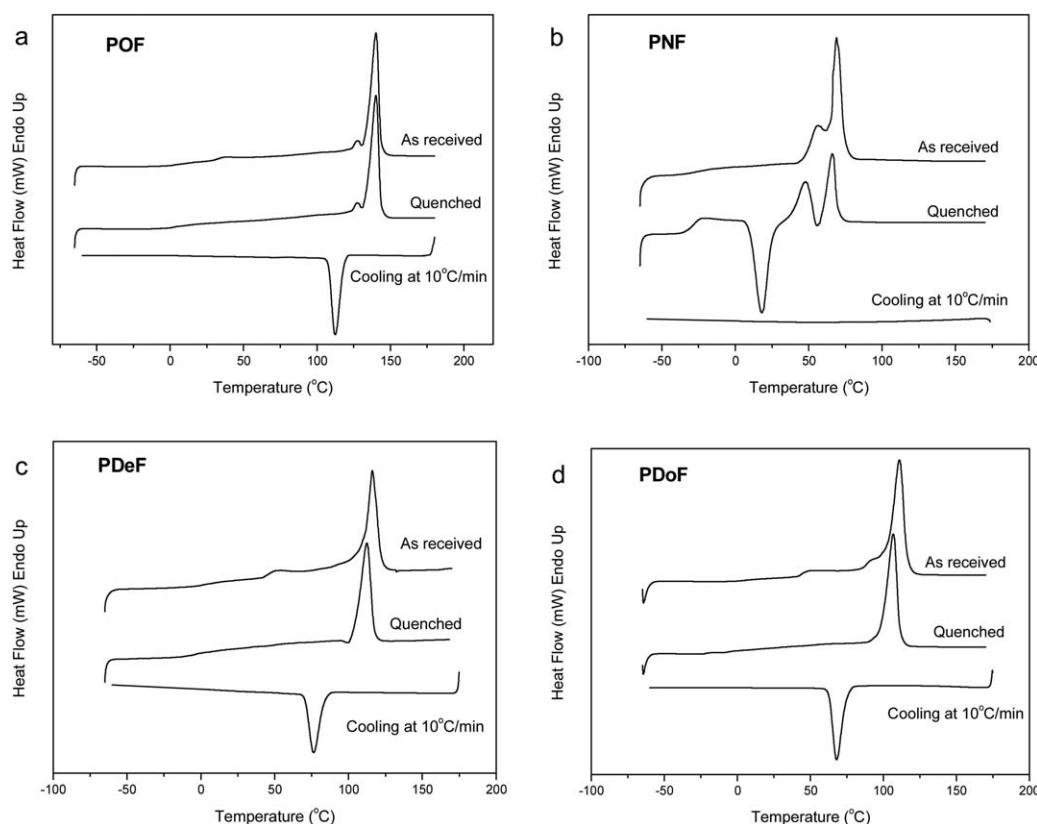 a
POF
Heat Flow (mW) Endo Up
As received
Quenched
Cooling at 10°C/min
-50 0 50 100 150 200
Temperature (°C)
b
PNF
Heat Flow (mW) Endo Up
As received
Quenched
Cooling at 10°C/min
-100 -50 0 50 100 150 200
Temperature (°C)
c
PDeF
Heat Flow (mW) Endo Up
As received
Quenched
Cooling at 10°C/min
-100 -50 0 50 100 150 200
Temperature (°C)
d
PDoF
Heat Flow (mW) Endo Up
As received
Quenched
Cooling at 10°C/min
-100 -50 0 50 100 150 200
Temperature (°C)